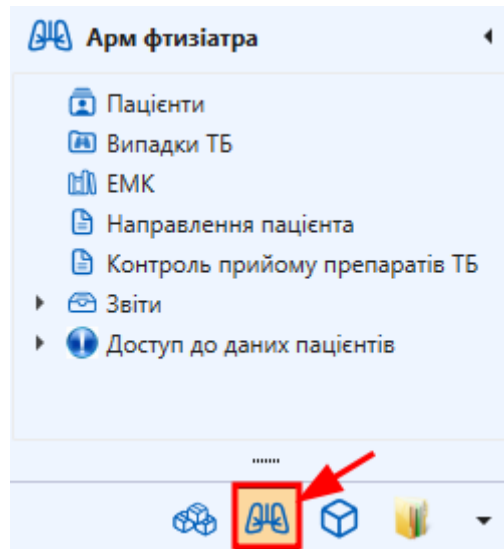 Арм фтизіатра
Пацієнти
Випадки ТБ
ЕМК
Направлення пацієнта
Контроль прийому препаратів ТБ
Звіти
Доступ до даних пацієнтів